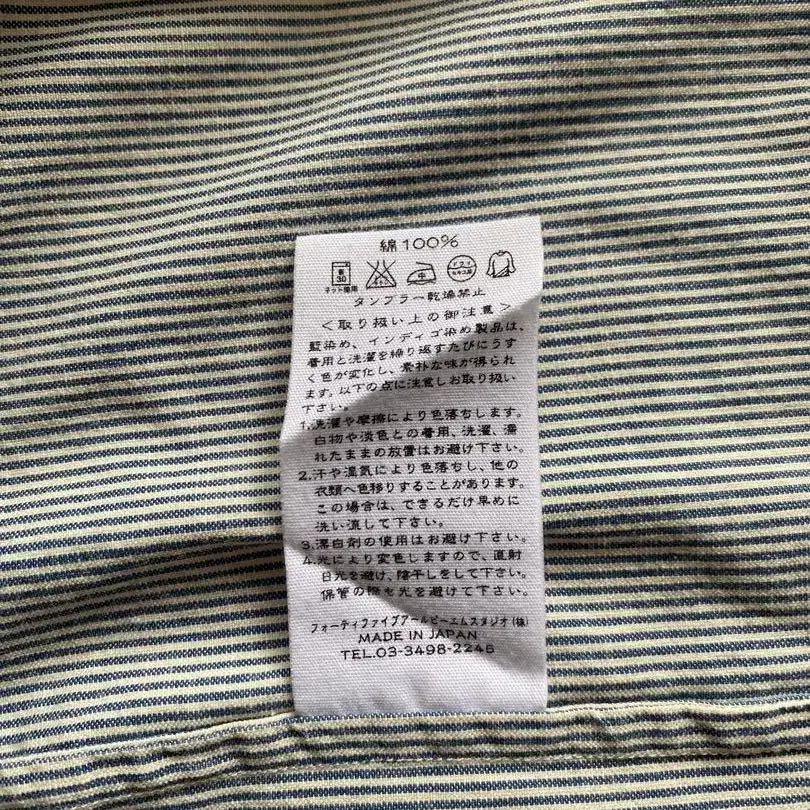 綿100%
30
ネット使用
ドライ
セキユ系
タンブラー乾燥禁止
<取り扱い上の御注意>
藍染め、インディゴ染め製品は、
着用と洗濯を繰り返すたびにうす
く色が変化し、素朴な味が得られ
ます。以下の点に注意しお取り扱い
下さい。
1.洗濯や摩擦により色落ちします。
白物や淡色との着用、洗濯、濡
れたままの放置はお避け下さい。
2.汗や湿気により色落ちし、他の
衣類へ色移りすることがあります。
この場合は、できるだけ早めに
洗い直して下さい。
3.漂白剤の使用はお避け下さい。
4.光により変色しますので、直射
日光を避け、陰干しをして下さい。
保管の際も光を避けて下さい。
フォーティファイブアールピーエムスタジオ(株)
MADE IN JAPAN
TEL.03-3498-2246